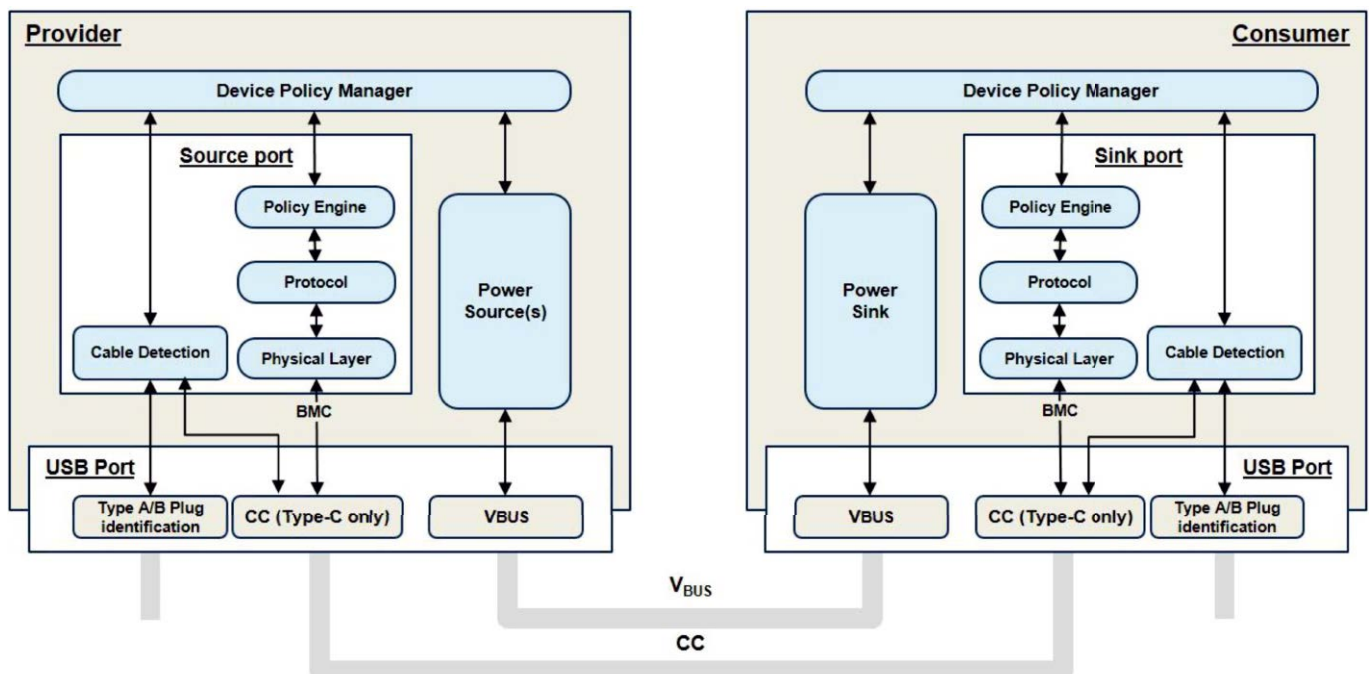 Provider
Device Policy Manager
Source port
Policy Engine
Protocol
Power
Source(s)
Cable Detection
Physical Layer
BMC
USB Port
Type A/B Plug
identification
CC (Type-C only)
VBUS
Consumer
Device Policy Manager
Sink port
Policy Engine
Protocol
Power
Sink
Physical Layer
Cable Detection
BMC
USB Port
VBUS
CC (Type-C only)
Type A/B Plug
identification
VBUS
CC